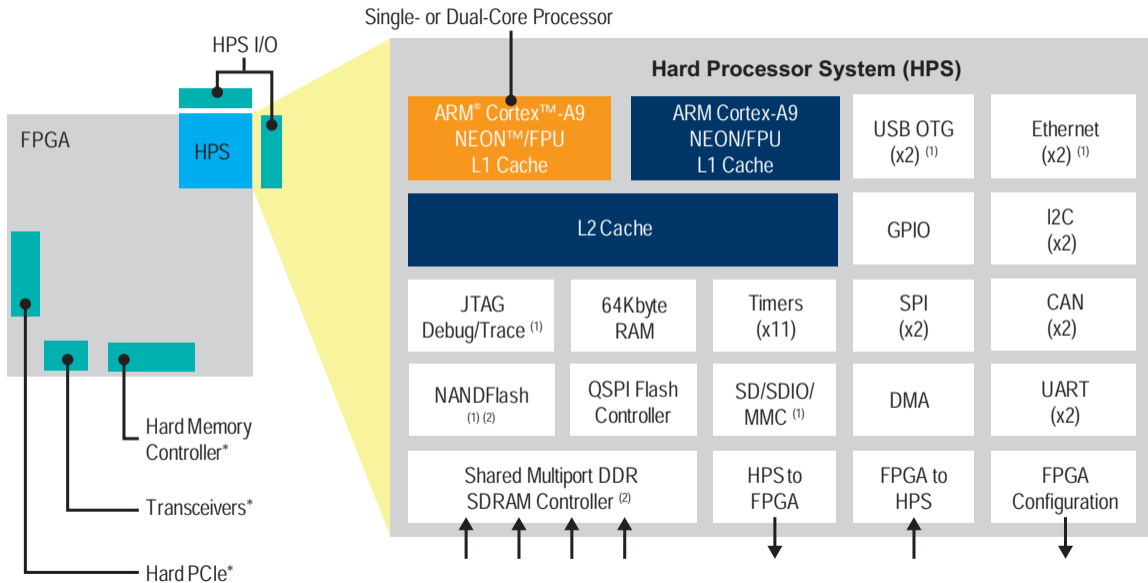 Single- or Dual-Core Processor
HPS I/O
FPGA
HPS
Hard Memory
Controller*
Transceivers*
Hard PCIe*
Hard Processor System (HPS)
ARM® Cortex™-A9
NEON™/FPU
L1 Cache
ARM Cortex-A9
NEON/FPU
L1 Cache
USB OTG
(x2) (1)
Ethernet
(x2) (1)
L2 Cache
GPIO
I2C
(x2)
JTAG
Debug/Trace (1)
64Kbyte
RAM
Timers
(x11)
SPI
(x2)
CAN
(x2)
NANDFlash
(1) (2)
QSPI Flash
Controller
SD/SDIO/
MMC (1)
DMA
UART
(x2)
Shared Multiport DDR
SDRAM Controller (2)
HPS to
FPGA
FPGA to
HPS
FPGA
Configuration